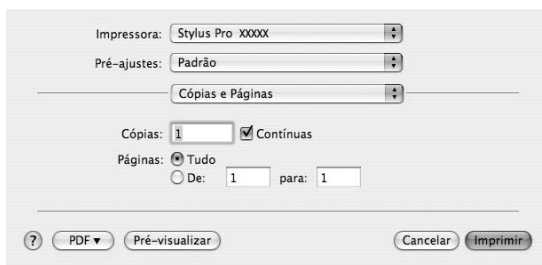 Impressora: Stylus Pro XXXXX
Pré-ajustes: Padrão
Cópias e Páginas
Cópias: 1 Contínuas
Páginas: Tudo
De: 1 para: 1
? PDF ▼ Pré-visualizar Cancelar Imprimir